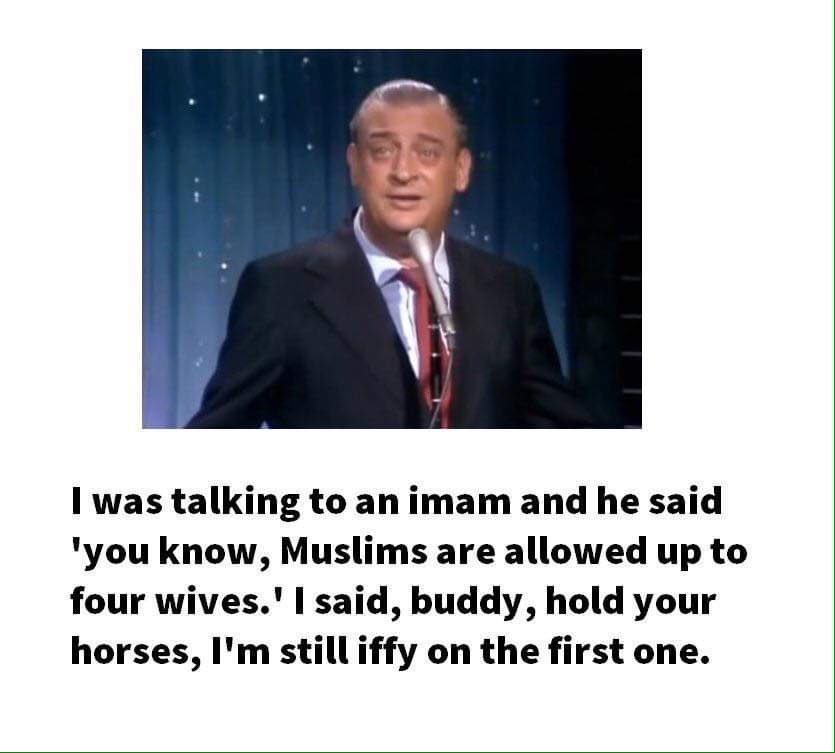 I was talking to an imam and he said
'you know, Muslims are allowed up to
four wives.' I said, buddy, hold your
horses, I'm still iffy on the first one.